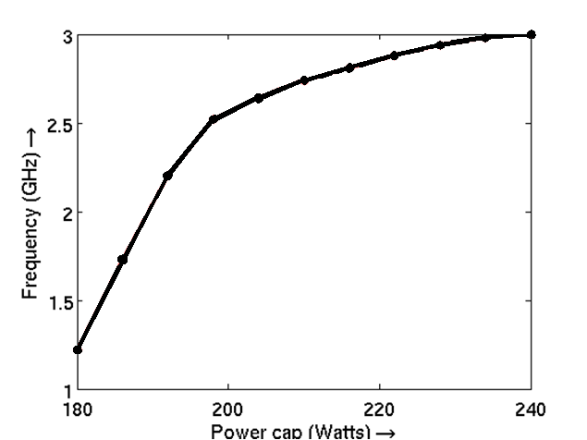 3
2.5
2
1.5
1
Frequency (GHz) →
180 200 220 240
Power cap (Watts) →